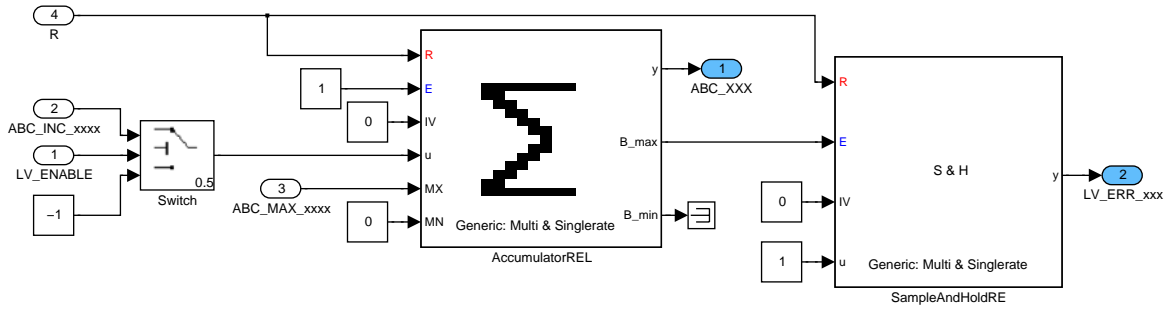 4
R
R
1
E
0
IV
2
ABC_INC_xxxx
1
LV_ENABLE
−1
0.5
Switch
u
3
ABC_MAX_xxxx
MX
0
MN
y
B_max
B_min
Generic: Multi & Singlerate
AccumulatorREL
1
ABC_XXX
R
E
S & H
0
IV
1
u
y
Generic: Multi & Singlerate
SampleAndHoldRE
2
LV_ERR_xxx